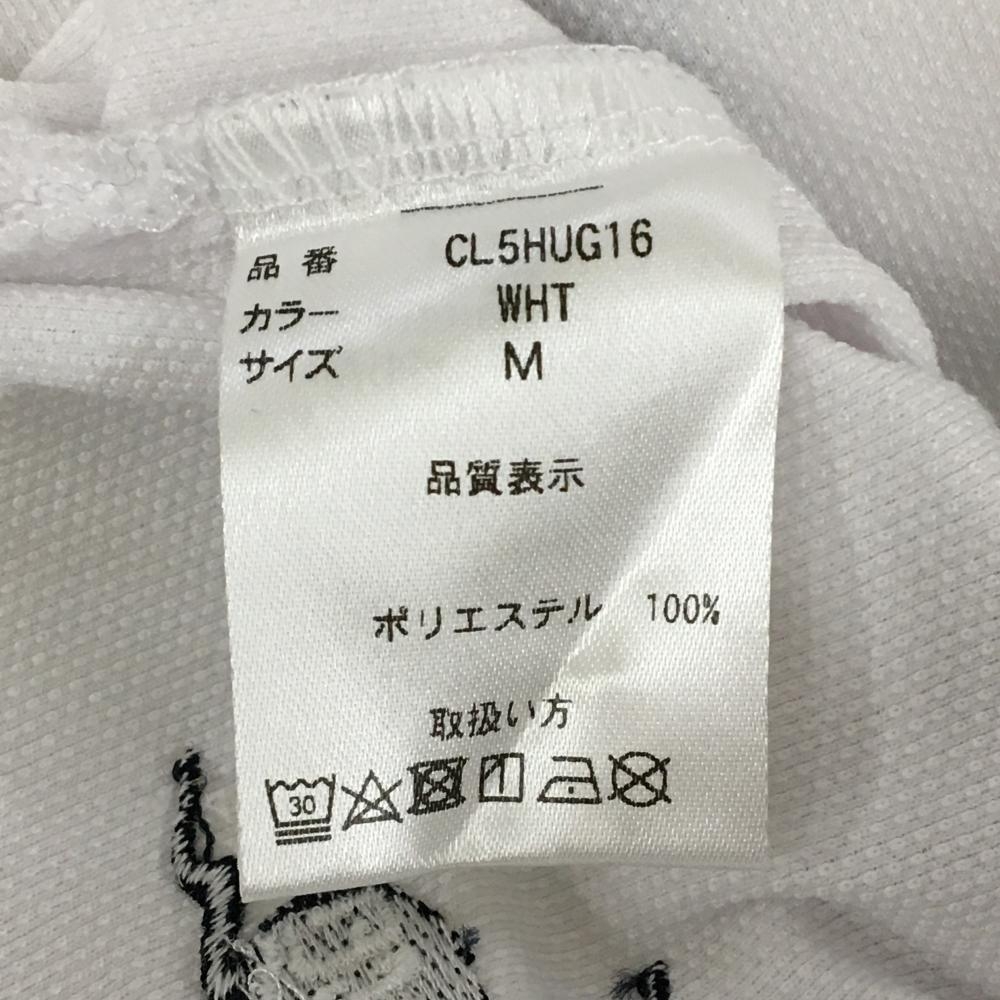 品番 CL5HUG16
カラー WHT
サイズ M
品質表示
ポリエステル 100%
取扱い方
30